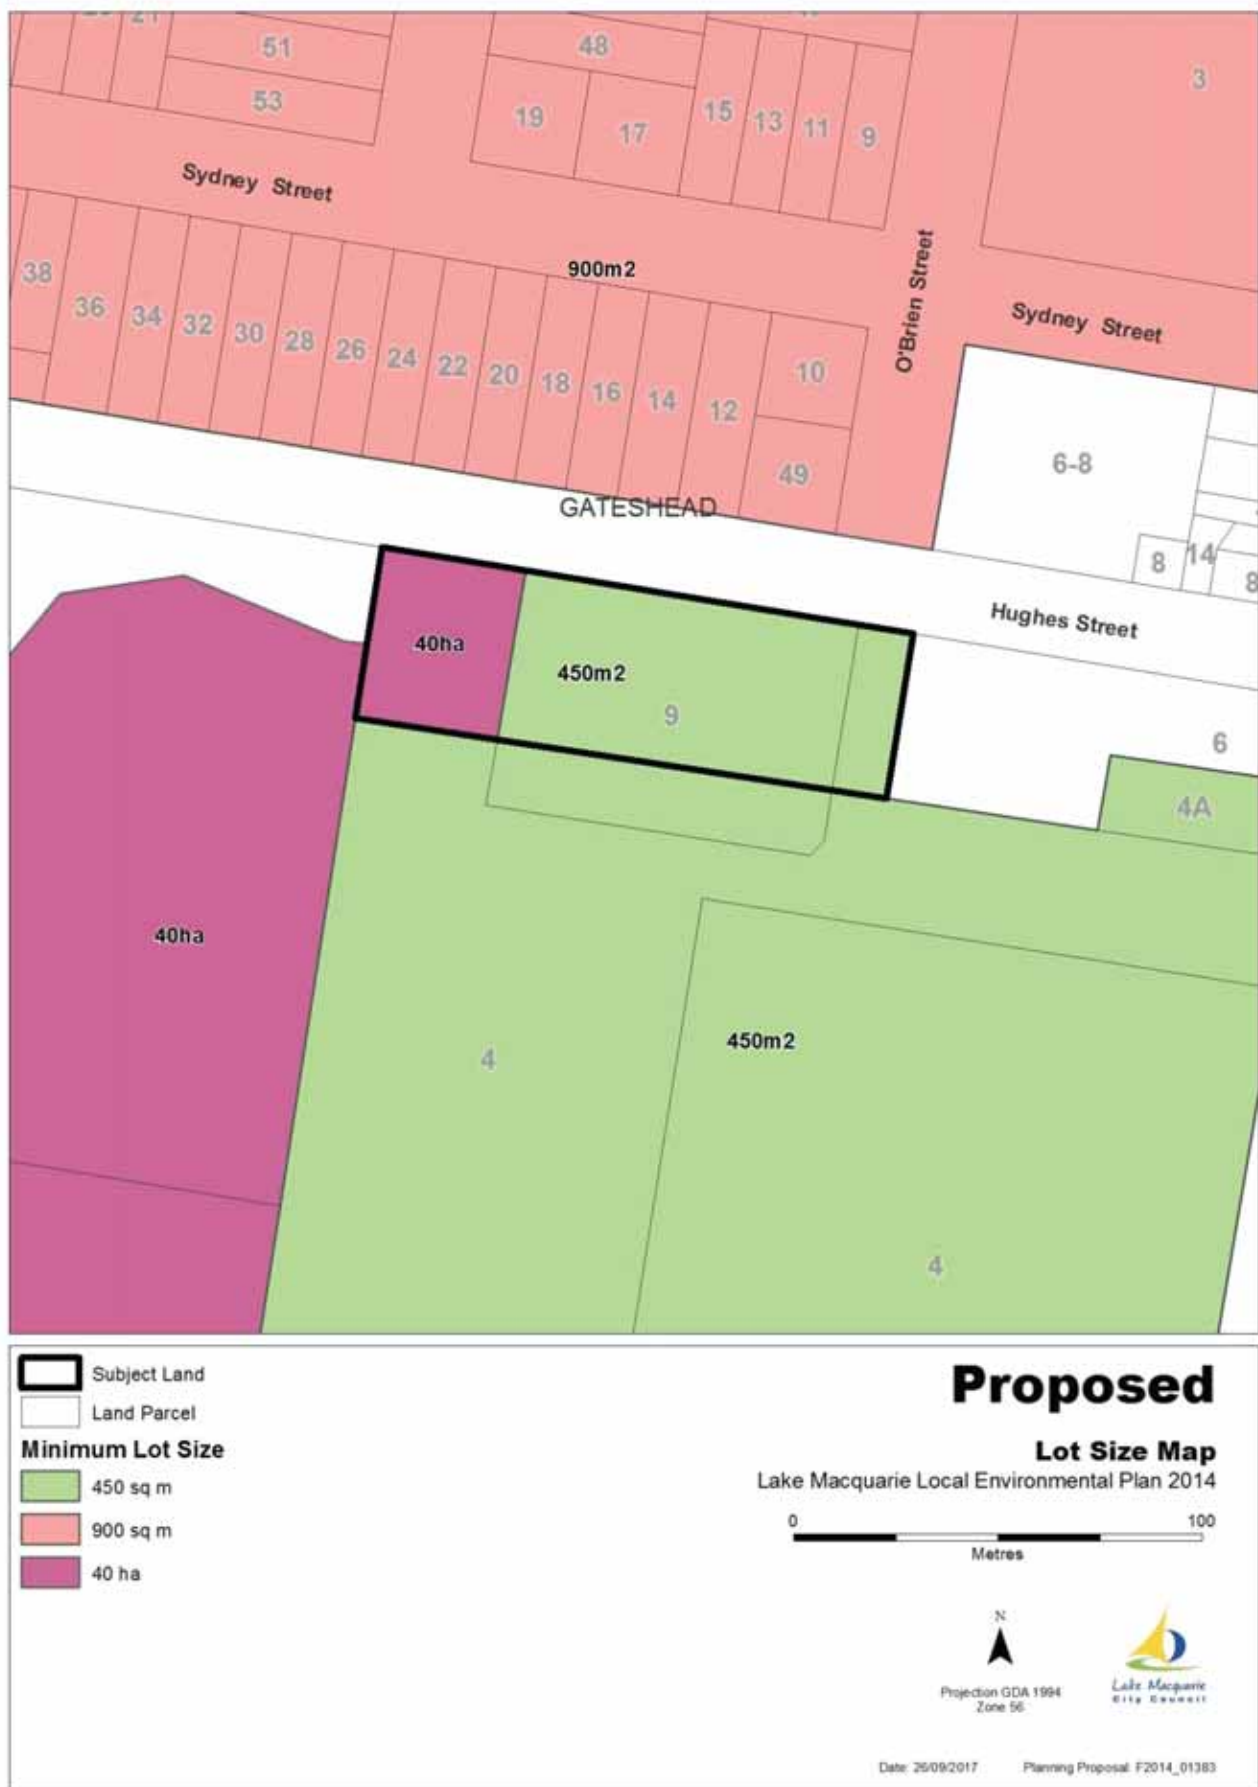 51
48
53
3
19
17
15
13
11
9
Sydney Street
900m2
O'Brien Street
Sydney Street
38
36
34
32
30
28
26
24
22
20
18
16
14
12
10
49
6-8
GATESHEAD
8
14
8
Hughes Street
40ha
450m2
9
6
4A
40ha
450m2
4
4
Subject Land
Land Parcel
Minimum Lot Size
450 sq m
900 sq m
40 ha
Proposed
Lot Size Map
Lake Macquarie Local Environmental Plan 2014
0 100
Metres
N
Projection GDA 1994
Zone 56
Lake Macquarie
City Council
Date: 26/09/2017 Planning Proposal: F2014_01383